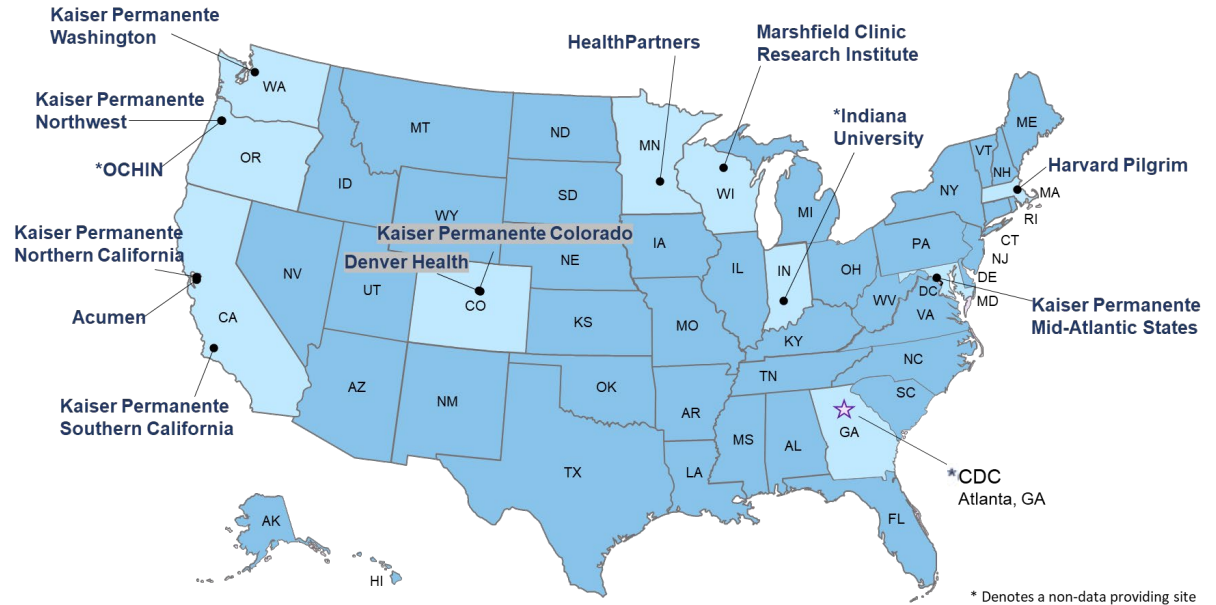 Kaiser Permanente
Washington
Kaiser Permanente
Northwest
*OCHIN
Kaiser Permanente
Northern California
Acumen
Kaiser Permanente
Southern California
HealthPartners
Marshfield Clinic
Research Institute
*Indiana
University
Harvard Pilgrim
Kaiser Permanente
Mid-Atlantic States
Kaiser Permanente Colorado
Denver Health
*CDC
Atlanta, GA
WA
OR
CA
ID
NV
MT
WY
UT
CO
AZ
NM
ND
SD
NE
KS
OK
TX
MN
IA
MO
AR
LA
WI
IL
MI
IN
OH
KY
TN
MS
AL
GA
FL
SC
NC
VA
WV
DC
MD
DE
PA
NJ
NY
CT
RI
MA
VT
NH
ME
AK
HI
* Denotes a non-data providing site